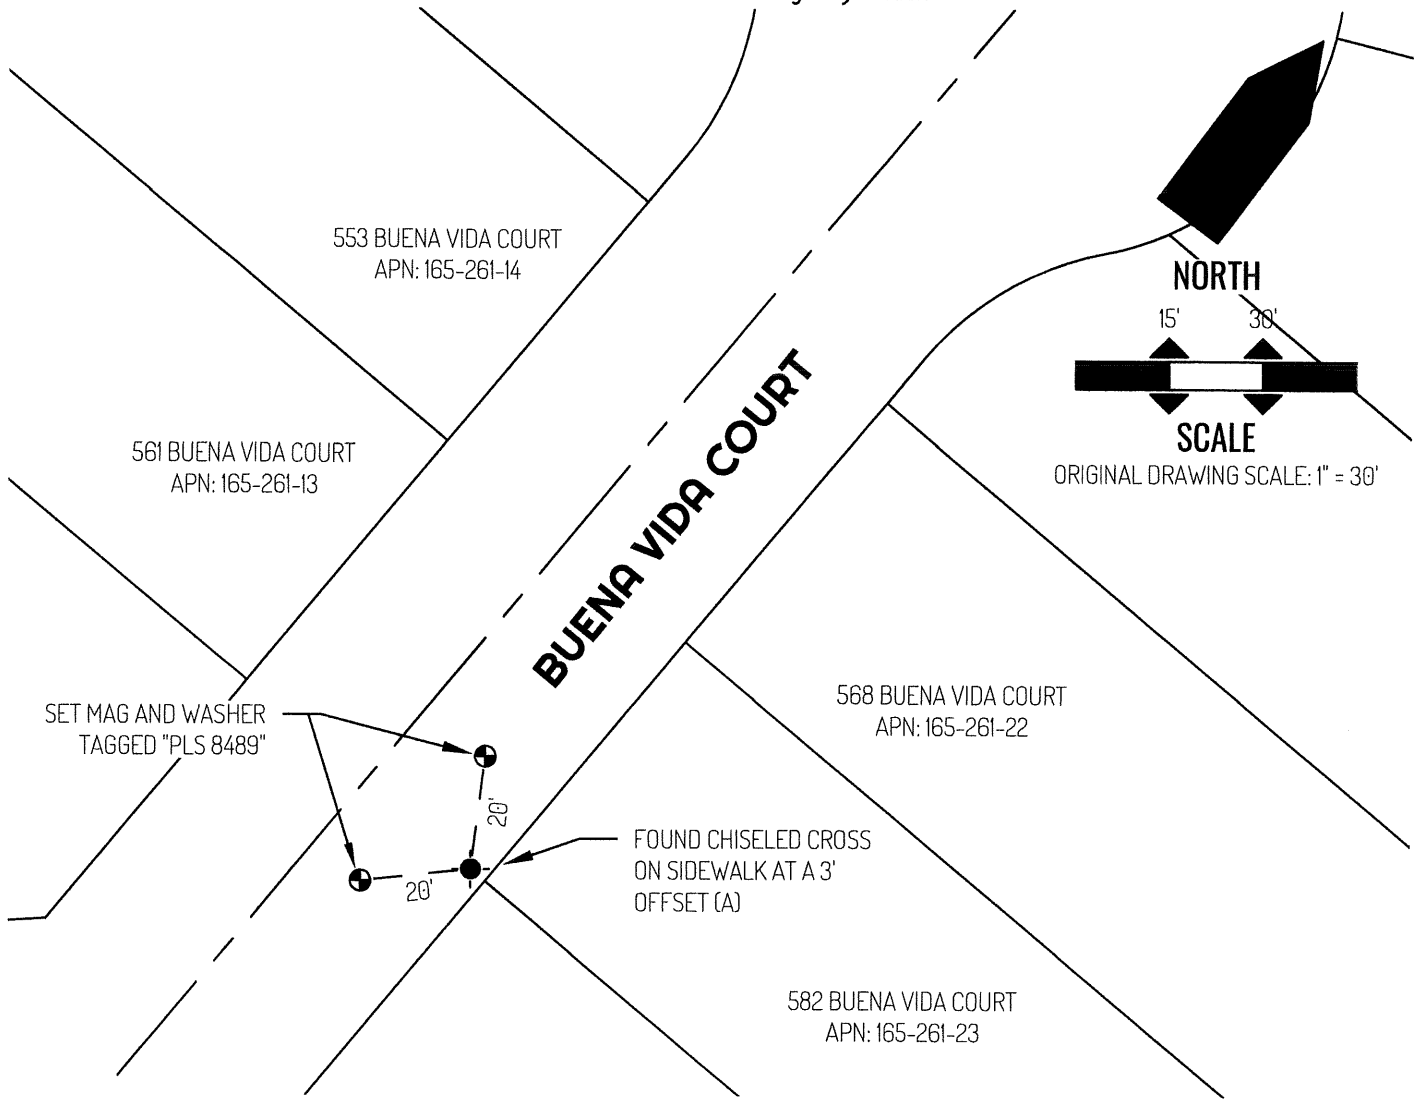 553 BUENA VIDA COURT
APN: 165-261-14
NORTH
15' 30'
SCALE
ORIGINAL DRAWING SCALE: 1" = 30'
561 BUENA VIDA COURT
APN: 165-261-13
BUENA VIDA COURT
SET MAG AND WASHER
TAGGED "PLS 8489"
568 BUENA VIDA COURT
APN: 165-261-22
20'
20'
FOUND CHISELED CROSS
ON SIDEWALK AT A 3'
OFFSET (A)
582 BUENA VIDA COURT
APN: 165-261-23